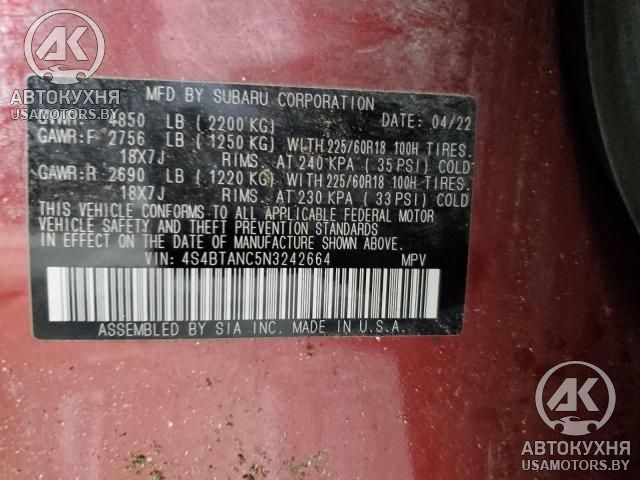 AK
АВТОКУХНЯ
USAMOTORS.BY
MFD BY SUBARU CORPORATION
GVWR: 4850 LB ( 2200 KG) DATE: 04/22
GAWR:F 2756 LB ( 1250 KG) WITH 225/60R18 100H TIRES.
18X7J RIMS. AT 240 KPA ( 35 PSI) COLD
GAWR:R 2690 LB ( 1220 KG) WITH 225/60R18 100H TIRES.
18X7J RIMS. AT 230 KPA ( 33 PSI) COLD
THIS VEHICLE CONFORMS TO ALL APPLICABLE FEDERAL MOTOR
VEHICLE SAFETY AND THEFT PREVENTION STANDARDS
IN EFFECT ON THE DATE OF MANUFACTURE SHOWN ABOVE.
VIN: 4S4BTANC5N3242664 MPV
ASSEMBLED BY SIA INC. MADE IN U.S.A.
AK
АВТОКУХНЯ
USAMOTORS.BY